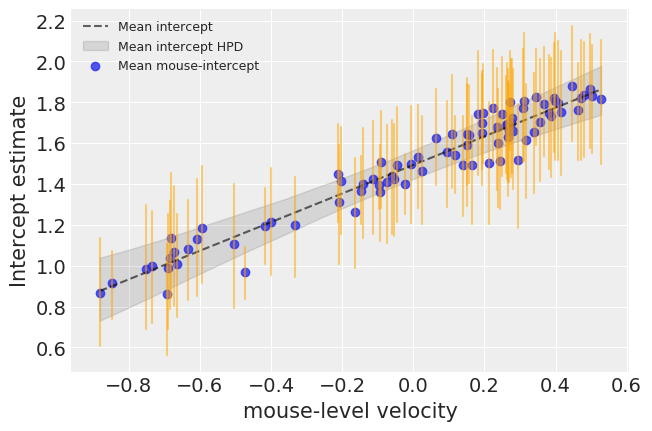 Mean intercept
Mean intercept HPD
Mean mouse-intercept
2.2
2.0
1.8
1.6
1.4
1.2
1.0
0.8
0.6
Intercept estimate
−0.8 −0.6 −0.4 −0.2 0.0 0.2 0.4 0.6
mouse-level velocity